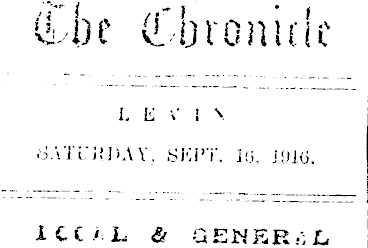 The Chronicle
LEVIN
SATURDAY, SEPT. 16, 1916.
LOCAL & GENERAL